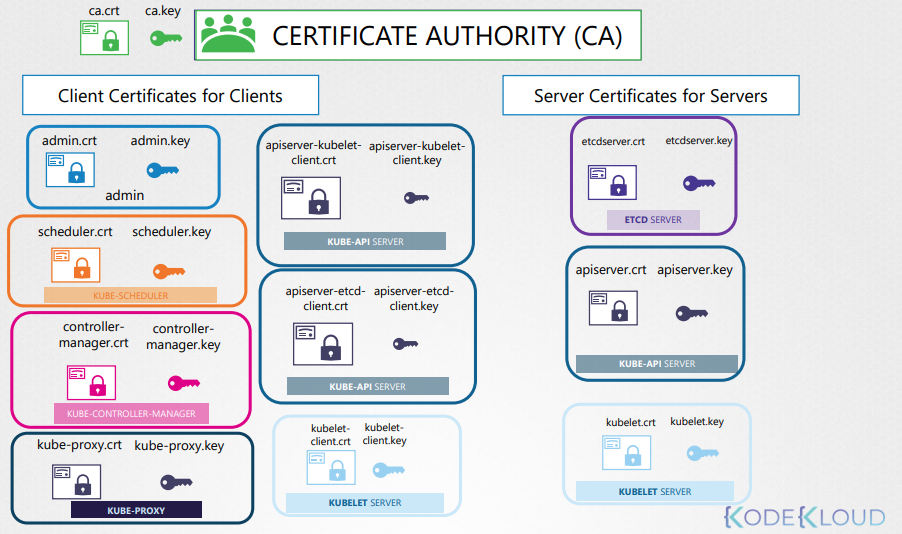 ca.crt ca.key
CERTIFICATE AUTHORITY (CA)
Client Certificates for Clients
admin.crt admin.key
admin
scheduler.crt scheduler.key
KUBE-SCHEDULER
controller-
manager.crt
controller-
manager.key
KUBE-CONTROLLER-MANAGER
kube-proxy.crt kube-proxy.key
KUBE-PROXY
apiserver-kubelet-
client.crt
apiserver-kubelet-
client.key
KUBE-API SERVER
apiserver-etcd-
client.crt
apiserver-etcd-
client.key
KUBE-API SERVER
kubelet-
client.crt
kubelet-
client.key
KUBELET SERVER
Server Certificates for Servers
etcdserver.crt etcdserver.key
ETCD SERVER
apiserver.crt apiserver.key
KUBE-API SERVER
kubelet.crt kubelet.key
KUBELET SERVER
KODEKLOUD